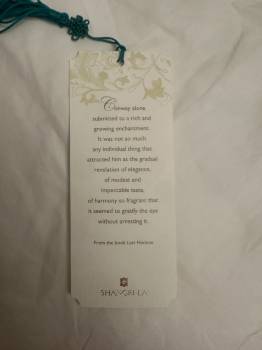 Conway alone
submitted to a rich and
growing enchantment.
It was not so much
any individual thing that
attracted him as the gradual
revelation of elegance,
of modest and
impeccable taste,
of harmony so fragrant that
it seemed to gratify the eye
without arresting it...
From the book Lost Horizon
SHANGRI-LA